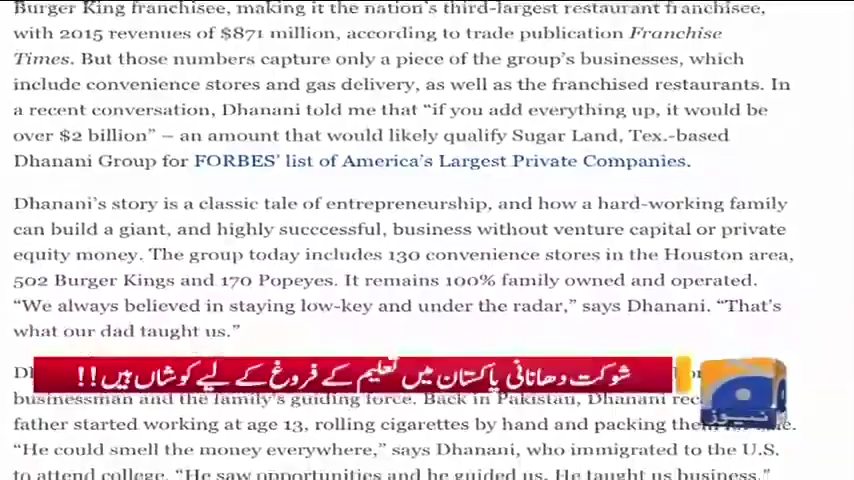 Burger King franchisee, making it the nation's third-largest restaurant franchisee,
with 2015 revenues of $871 million, according to trade publication Franchise
Times. But those numbers capture only a piece of the group's businesses, which
include convenience stores and gas delivery, as well as the franchised restaurants. In
a recent conversation, Dhanani told me that “if you add everything up, it would be
over $2 billion” – an amount that would likely qualify Sugar Land, Tex.-based
Dhanani Group for FORBES' list of America's Largest Private Companies.
Dhanani's story is a classic tale of entrepreneurship, and how a hard-working family
can build a giant, and highly succcessful, business without venture capital or private
equity money. The group today includes 130 convenience stores in the Houston area,
502 Burger Kings and 170 Popeyes. It remains 100% family owned and operated.
“We always believed in staying low-key and under the radar,” says Dhanani. “That's
what our dad taught us.”
شوکت دھانانی پاکستان میں تعلیم کے فروغ کے لیے کوشاں ہیں!!
businessman and the family's guiding force. Back in Pakistan, Dhanani
father started working at age 13, rolling cigarettes by hand and packing them
“He could smell the money everywhere,” says Dhanani, who immigrated to the U.S.
to attend college. “He saw opportunities and he guided us. He taught us business.”
جیو نیوز